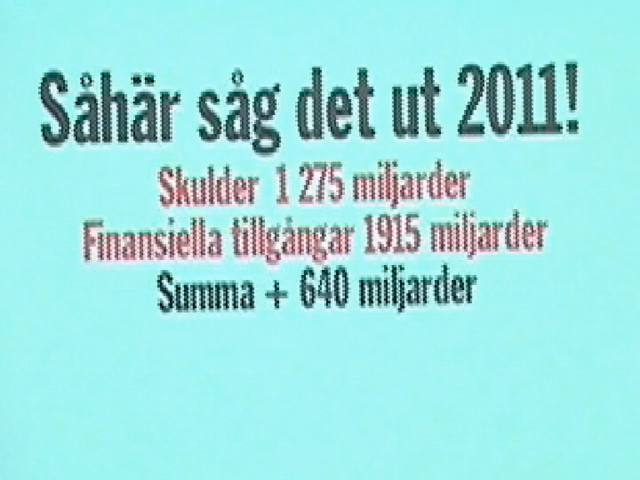 Såhär såg det ut 2011!
Skulder 1 275 miljarder
Finansiella tillgångar 1915 miljarder
Summa + 640 miljarder